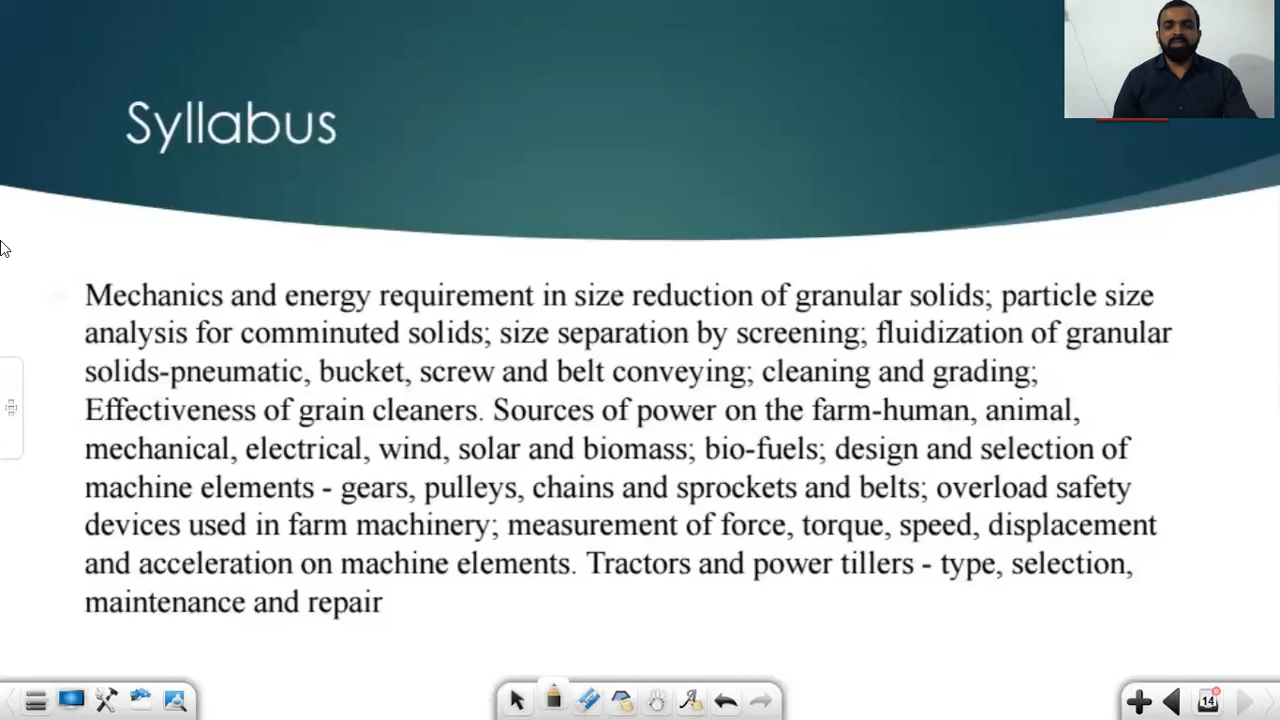 Syllabus
Mechanics and energy requirement in size reduction of granular solids; particle size
analysis for comminuted solids; size separation by screening; fluidization of granular
solids-pneumatic, bucket, screw and belt conveying; cleaning and grading;
Effectiveness of grain cleaners. Sources of power on the farm-human, animal,
mechanical, electrical, wind, solar and biomass; bio-fuels; design and selection of
machine elements - gears, pulleys, chains and sprockets and belts; overload safety
devices used in farm machinery; measurement of force, torque, speed, displacement
and acceleration on machine elements. Tractors and power tillers - type, selection,
maintenance and repair
14